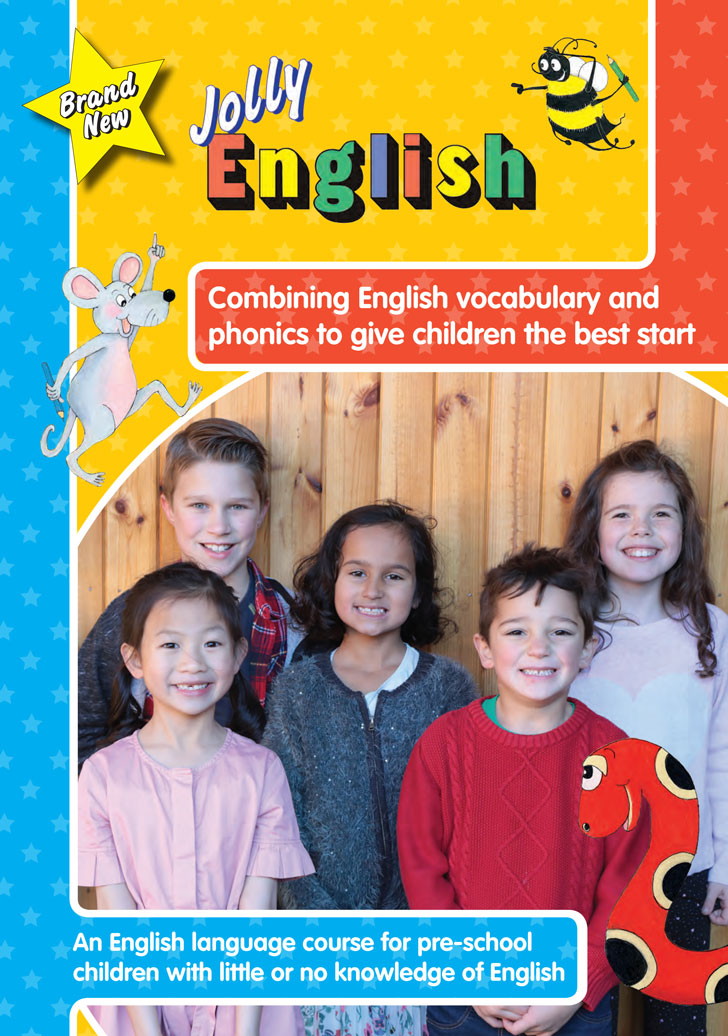 Brand
New
Jolly
English
Combining English vocabulary and
phonics to give children the best start
An English language course for pre-school
children with little or no knowledge of English